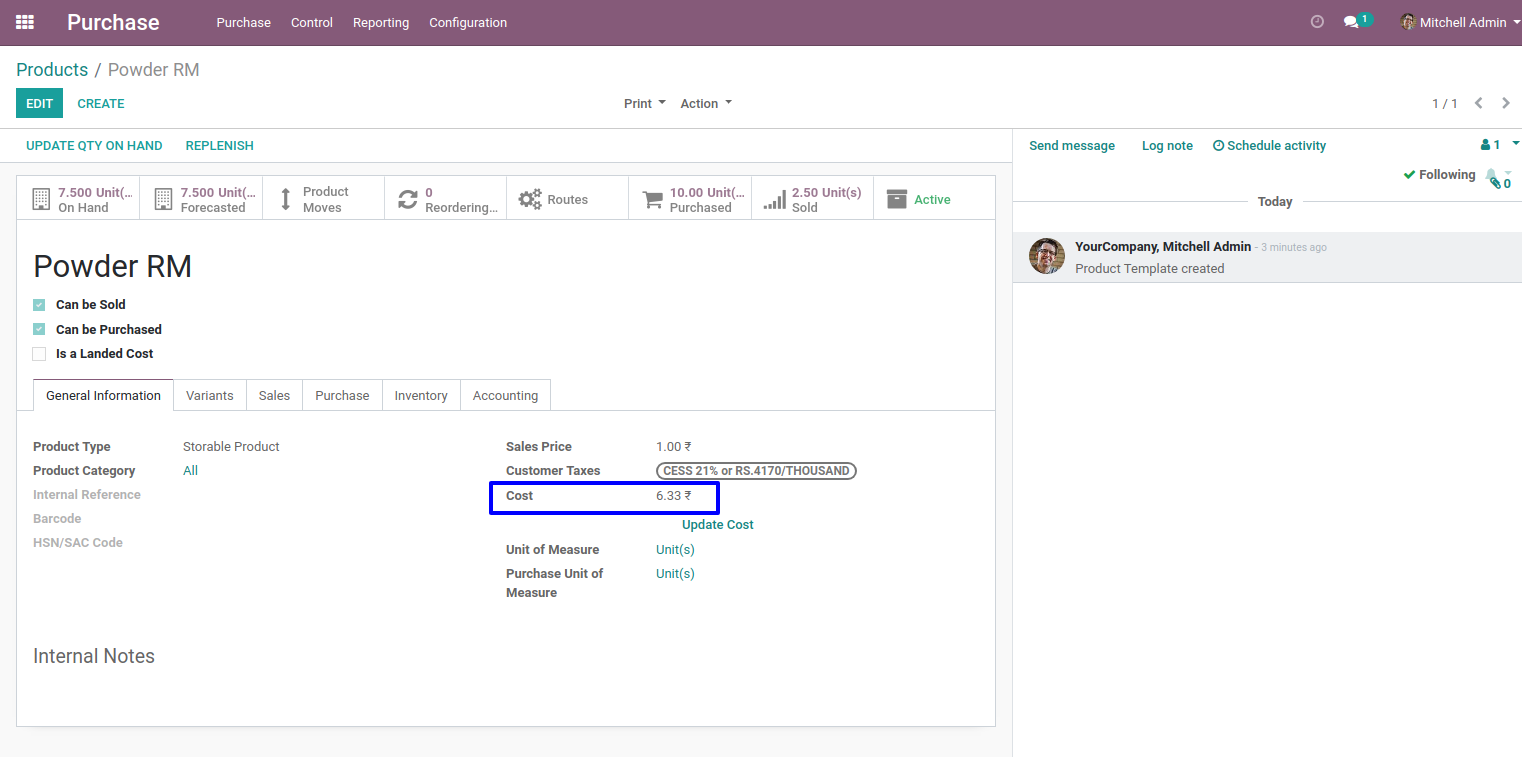 Purchase
Purchase Control Reporting Configuration
1
Mitchell Admin
Products / Powder RM
EDIT CREATE
Print Action
1 / 1
UPDATE QTY ON HAND REPLENISH
Send message Log note Schedule activity
1
Following
0
7.500 Unit(...
On Hand
7.500 Unit(...
Forecasted
Product
Moves
0
Reordering...
Routes
10.00 Unit(...
Purchased
2.50 Unit(s)
Sold
Active
Today
YourCompany, Mitchell Admin - 3 minutes ago
Product Template created
Powder RM
Can be Sold
Can be Purchased
Is a Landed Cost
General Information Variants Sales Purchase Inventory Accounting
Product Type Storable Product
Product Category All
Internal Reference
Barcode
HSN/SAC Code
Sales Price 1.00 ₹
Customer Taxes CESS 21% or RS.4170/THOUSAND
Cost 6.33 ₹
Update Cost
Unit of Measure Unit(s)
Purchase Unit of Unit(s)
Measure
Internal Notes